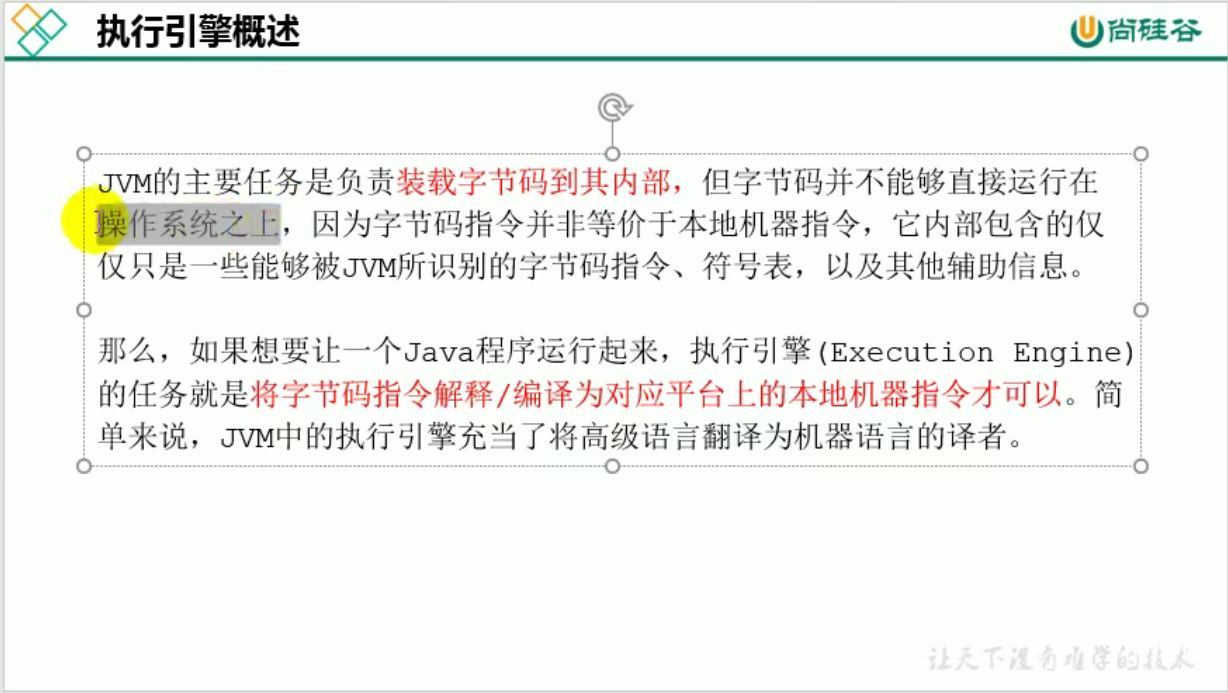 执行引擎概述
尚硅谷
JVM的主要任务是负责装载字节码到其内部，但字节码并不能够直接运行在
操作系统之上，因为字节码指令并非等价于本地机器指令，它内部包含的仅
仅只是一些能够被JVM所识别的字节码指令、符号表，以及其他辅助信息。
那么，如果想要让一个Java程序运行起来，执行引擎(Execution Engine)
的任务就是将字节码指令解释/编译为对应平台上的本地机器指令才可以。简
单来说，JVM中的执行引擎充当了将高级语言翻译为机器语言的译者。
让天下没有难学的技术